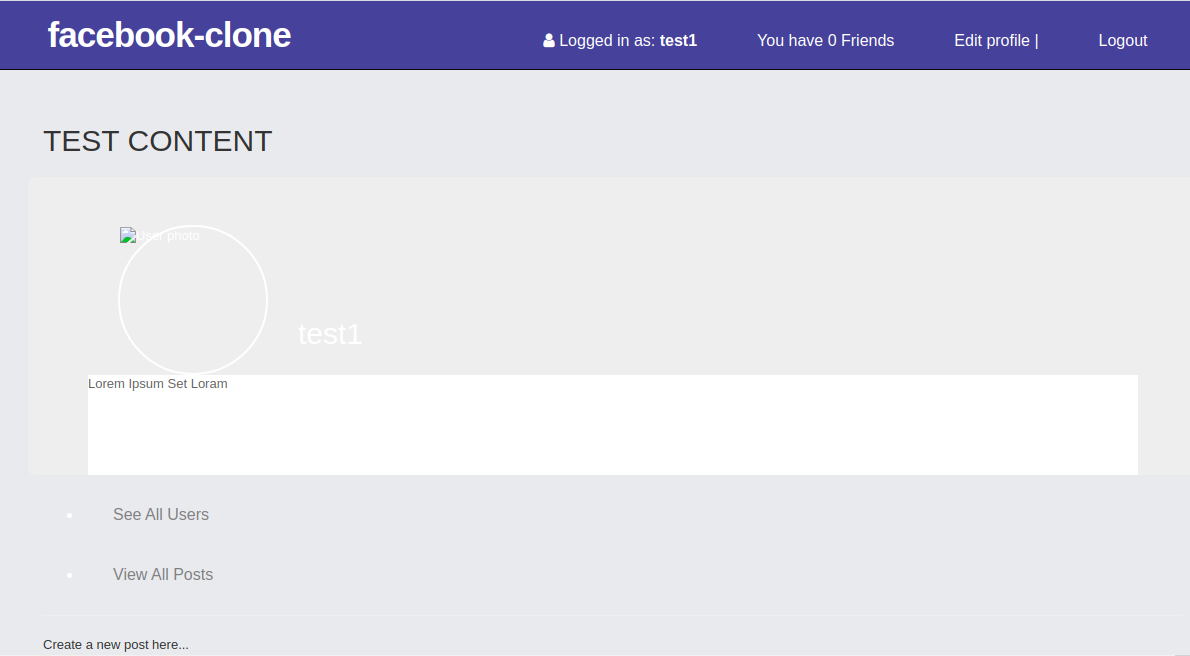 facebook-clone
Logged in as: test1
You have 0 Friends
Edit profile |
Logout
TEST CONTENT
User photo
test1
Lorem Ipsum Set Loram
See All Users
View All Posts
Create a new post here...